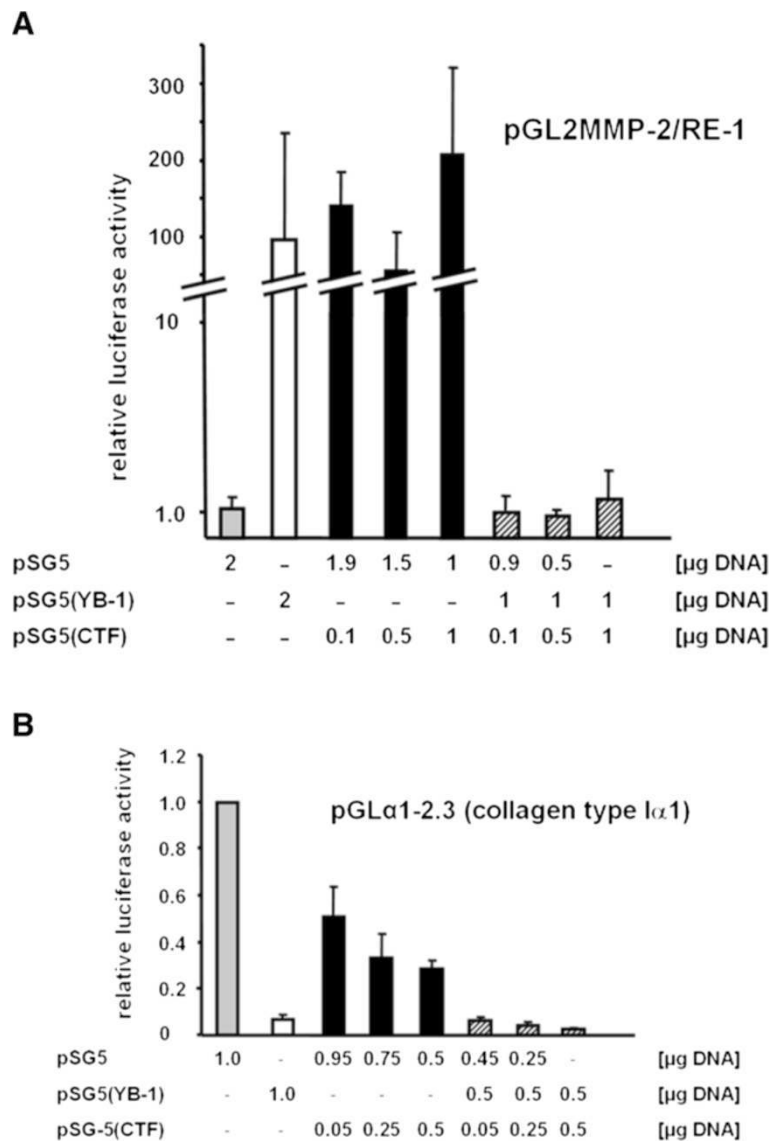 A
300
pGL2MMP-2/RE-1
200
100
10
1.0
relative luciferase activity
pSG5 2 – 1.9 1.5 1 0.9 0.5 – [µg DNA]
pSG5(YB-1) – 2 – – – 1 1 1 [µg DNA]
pSG5(CTF) – – 0.1 0.5 1 0.1 0.5 1 [µg DNA]
B
1.2
1.0
pGLα1-2.3 (collagen type Iα1)
0.8
0.6
0.4
0.2
0
relative luciferase activity
pSG5 1.0 - 0.95 0.75 0.5 0.45 0.25 - [µg DNA]
pSG5(YB-1) - 1.0 - - - 0.5 0.5 0.5 [µg DNA]
pSG-5(CTF) - - 0.05 0.25 0.5 0.05 0.25 0.5 [µg DNA]